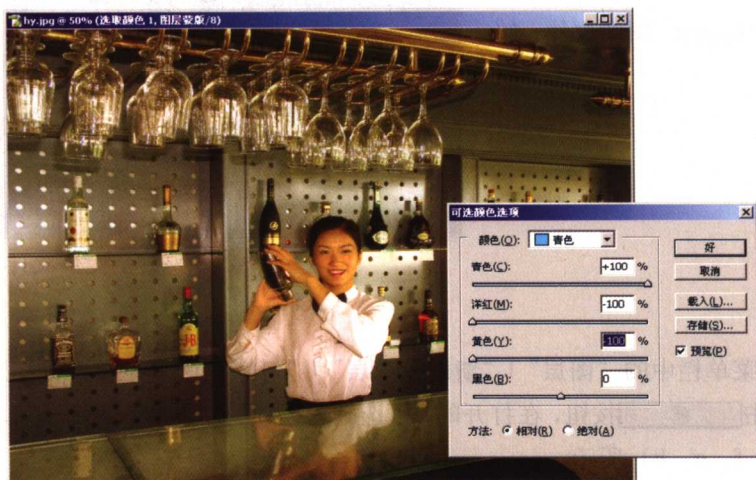 hy.jpg @ 50% (选取颜色 1, 图层蒙版/8)
可选颜色选项
颜色(O): 青色
青色(C): +100 %
洋红(M): -100 %
黄色(Y): -100 %
黑色(B): 0 %
方法: 相对(R) 绝对(A)
好
取消
载入(L)...
存储(S)...
预览(P)
J&B